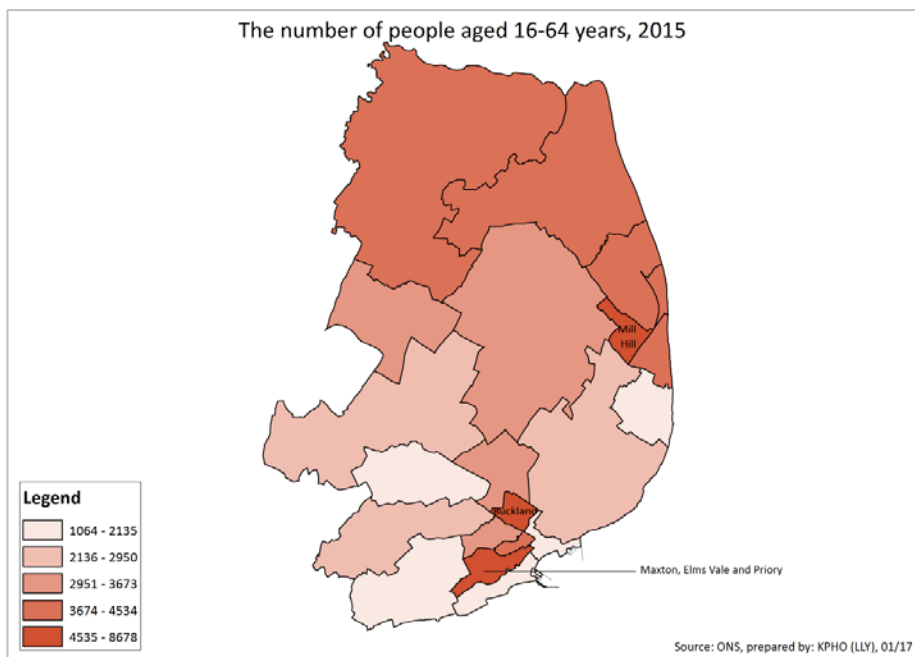 The number of people aged 16-64 years, 2015
Mill
Hill
Buckland
Maxton, Elms Vale and Priory
Legend
1064 - 2135
2136 - 2950
2951 - 3673
3674 - 4534
4535 - 8678
Source: ONS, prepared by: KPHO (LLY), 01/17